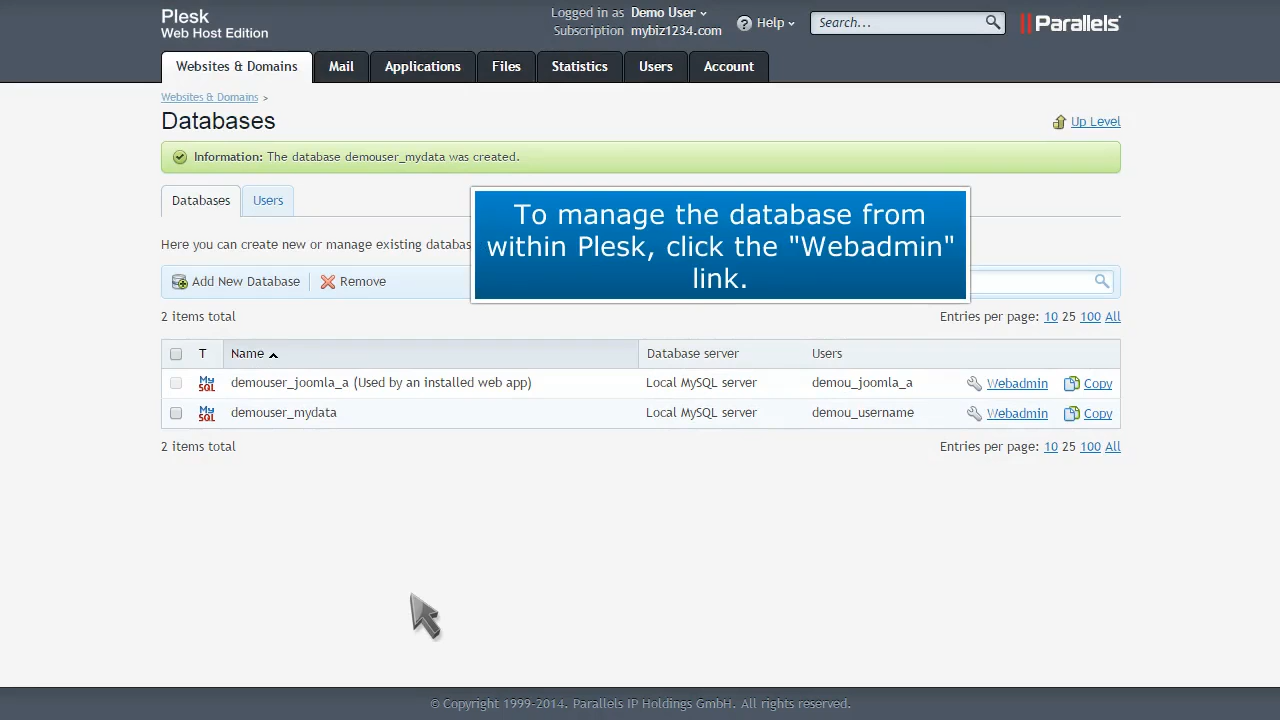 Plesk
Web Host Edition
Logged in as Demo User
Subscription mybiz1234.com
Help
Search...
Parallels
Websites & Domains
Mail
Applications
Files
Statistics
Users
Account
Websites & Domains >
Databases
Up Level
Information: The database demouser_mydata was created.
Databases
Users
To manage the database from
within Plesk, click the "Webadmin"
link.
Here you can create new or manage existing databas
Add New Database
Remove
2 items total
Entries per page: 10 25 100 All
T Name Database server Users
My SQL demouser_joomla_a (Used by an installed web app) Local MySQL server demou_joomla_a Webadmin Copy
My SQL demouser_mydata Local MySQL server demou_username Webadmin Copy
2 items total
Entries per page: 10 25 100 All
© Copyright 1999-2014. Parallels IP Holdings GmbH. All rights reserved.